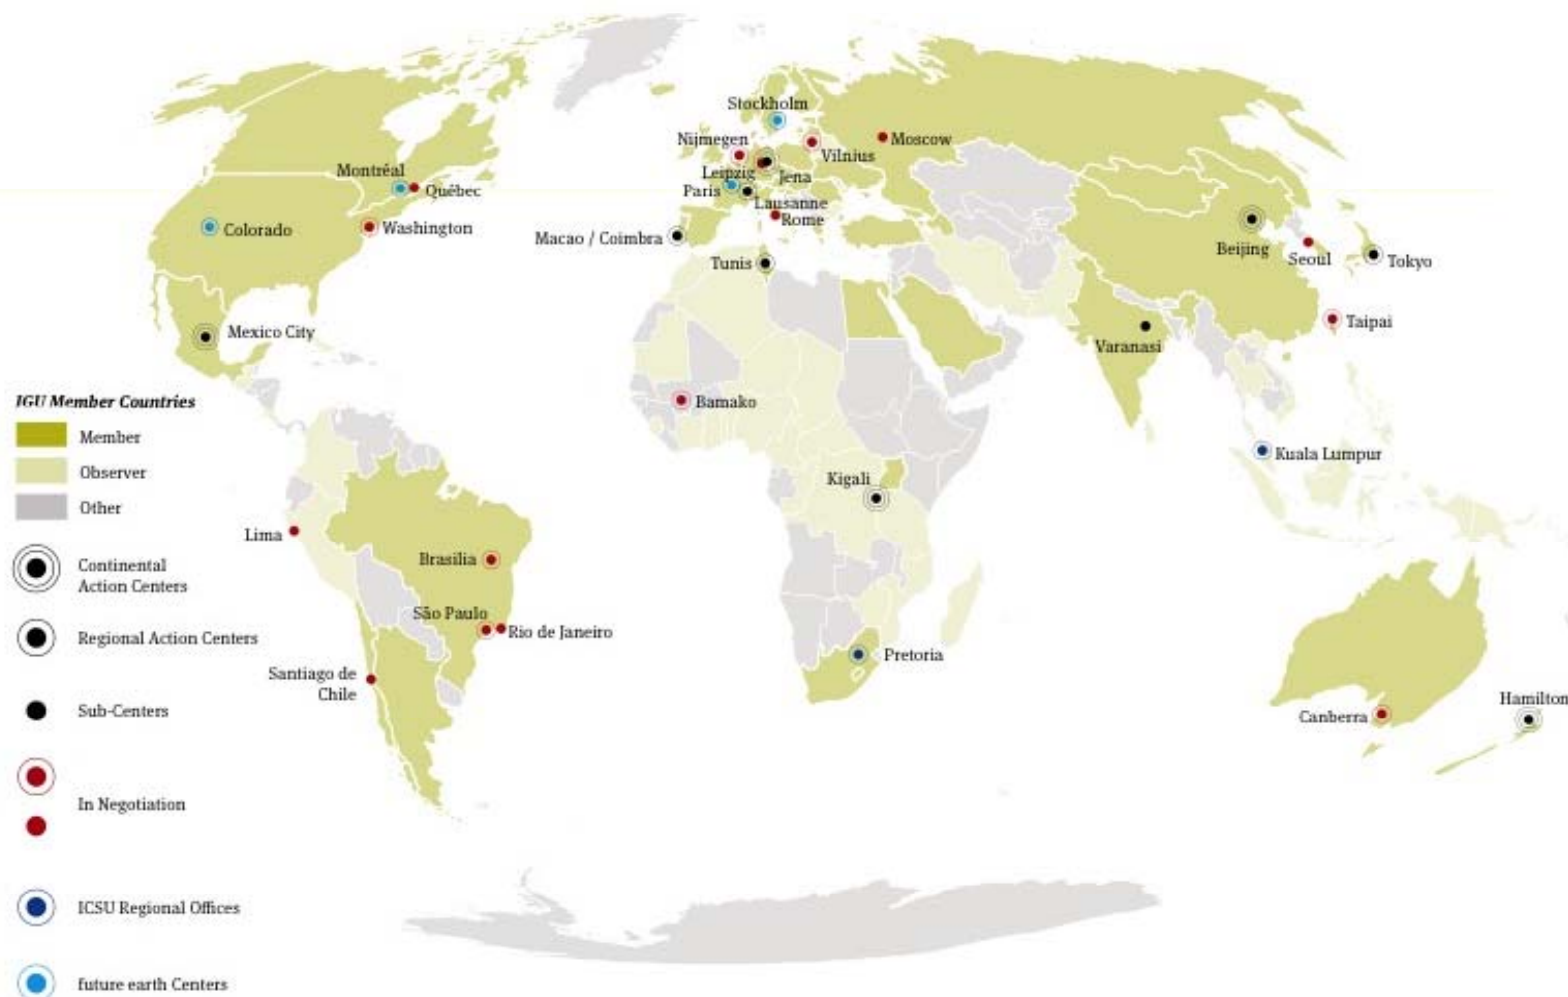 Stockholm
Nijmegen
Moscow
Vilnius
Leipzig
Jena
Paris
Lausanne
Rome
Montréal
Québec
Colorado
Washington
Macao / Coimbra
Tunis
Beijing
Seoul
Tokyo
Mexico City
Taipai
Varanasi
IGU Member Countries
Member
Observer
Other
Bamako
Kuala Lumpur
Kigali
Lima
Brasilia
Continental
Action Centers
São Paulo
Rio de Janeiro
Regional Action Centers
Pretoria
Santiago de
Chile
Hamilton
Canberra
Sub-Centers
In Negotiation
ICSU Regional Offices
future earth Centers